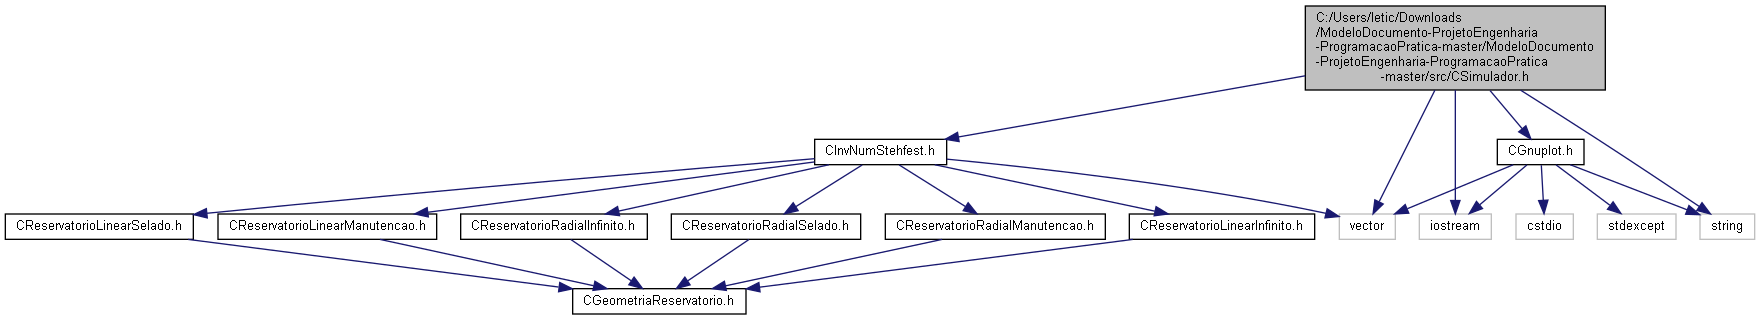 C:/Users/letic/Downloads
/ModeloDocumento-ProjetoEngenharia
-ProgramacaoPratica-master/ModeloDocumento
-ProjetoEngenharia-ProgramacaoPratica
-master/src/CSimulador.h
CInvNumStehfest.h
CGnuplot.h
CReservatorioLinearSelado.h
CReservatorioLinearManutencao.h
CReservatorioRadialInfinito.h
CReservatorioRadialSelado.h
CReservatorioRadialManutencao.h
CReservatorioLinearInfinito.h
vector
iostream
cstdio
stdexcept
string
CGeometriaReservatorio.h